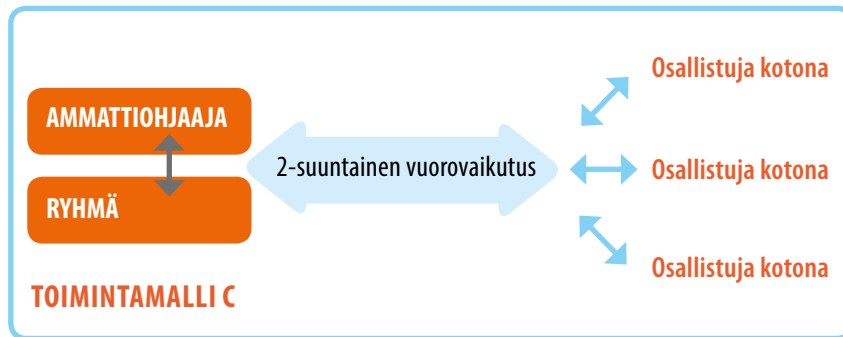 AMMATTIOHJAAJA
RYHMÄ
TOIMINTAMALLI C
2-suuntainen vuorovaikutus
Osallistuja kotona
Osallistuja kotona
Osallistuja kotona